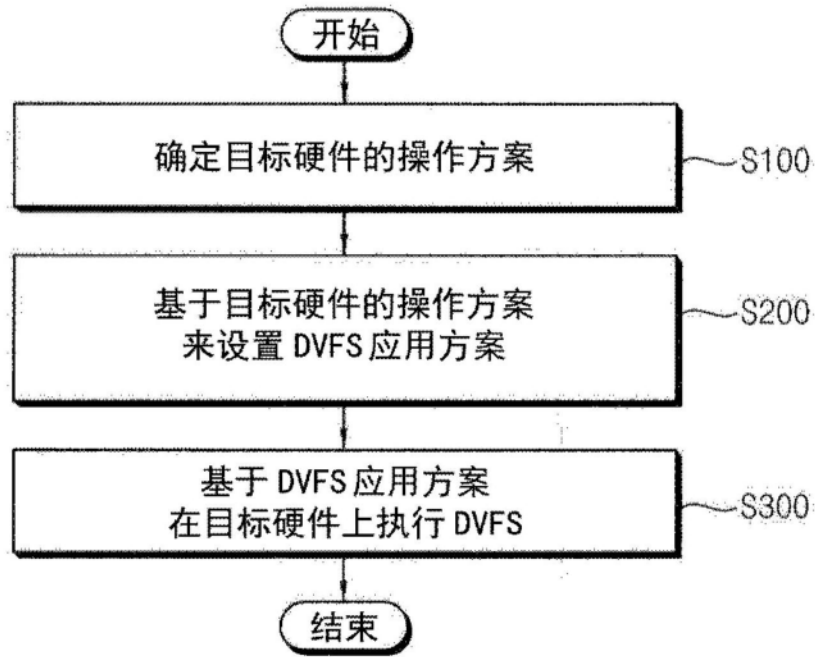 开始
确定目标硬件的操作方案
S100
基于目标硬件的操作方案
来设置 DVFS 应用方案
S200
基于 DVFS 应用方案
在目标硬件上执行 DVFS
S300
结束